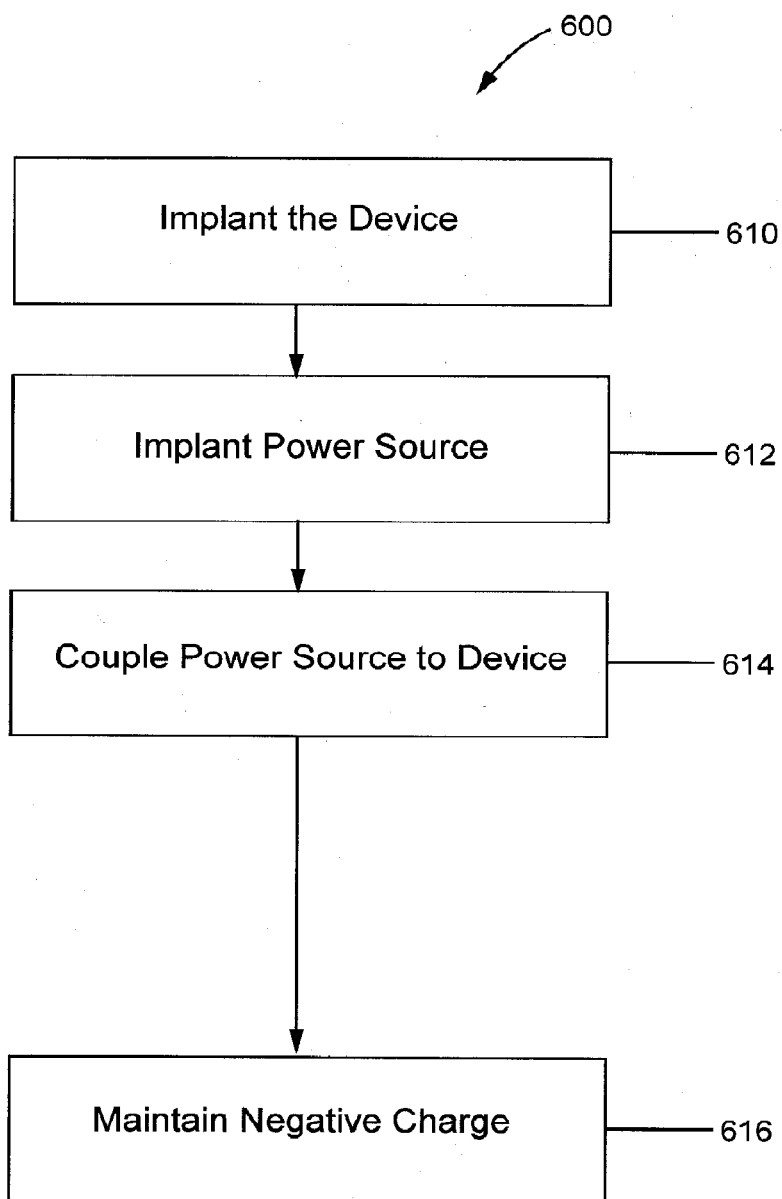 600
Implant the Device
610
Implant Power Source
612
Couple Power Source to Device
614
Maintain Negative Charge
616